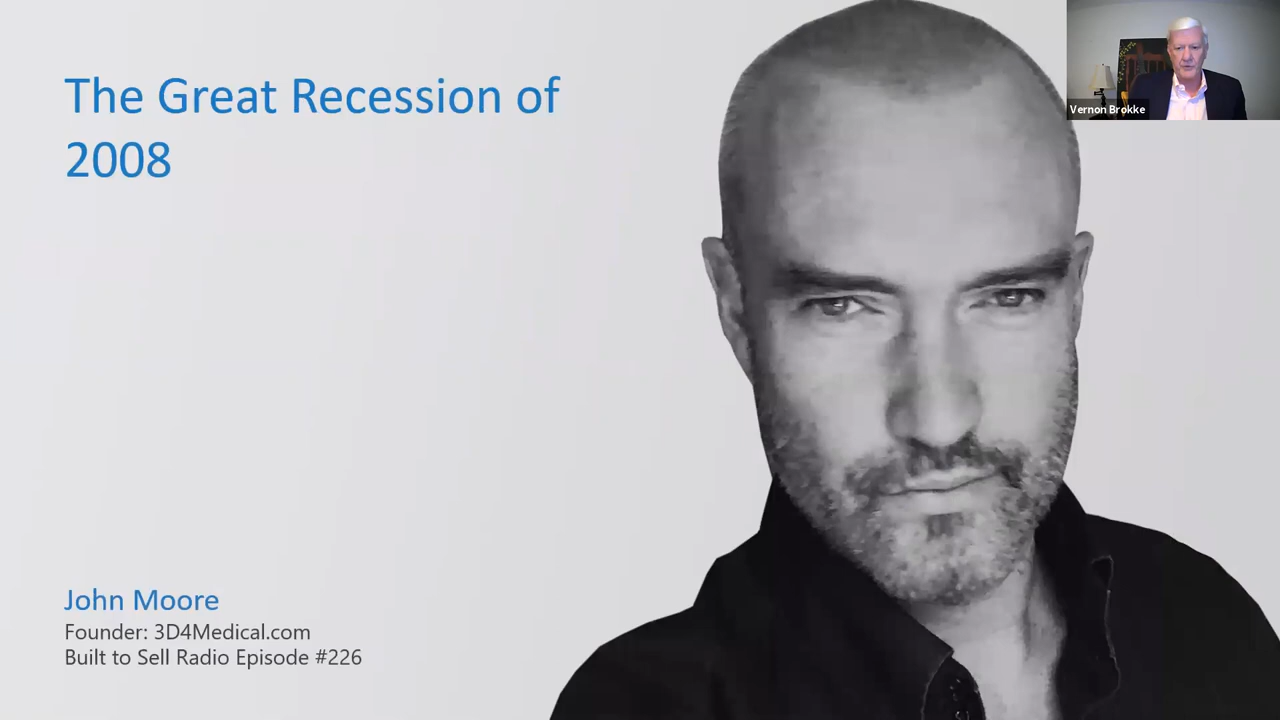 The Great Recession of
2008
Vernon Brokke
John Moore
Founder: 3D4Medical.com
Built to Sell Radio Episode #226